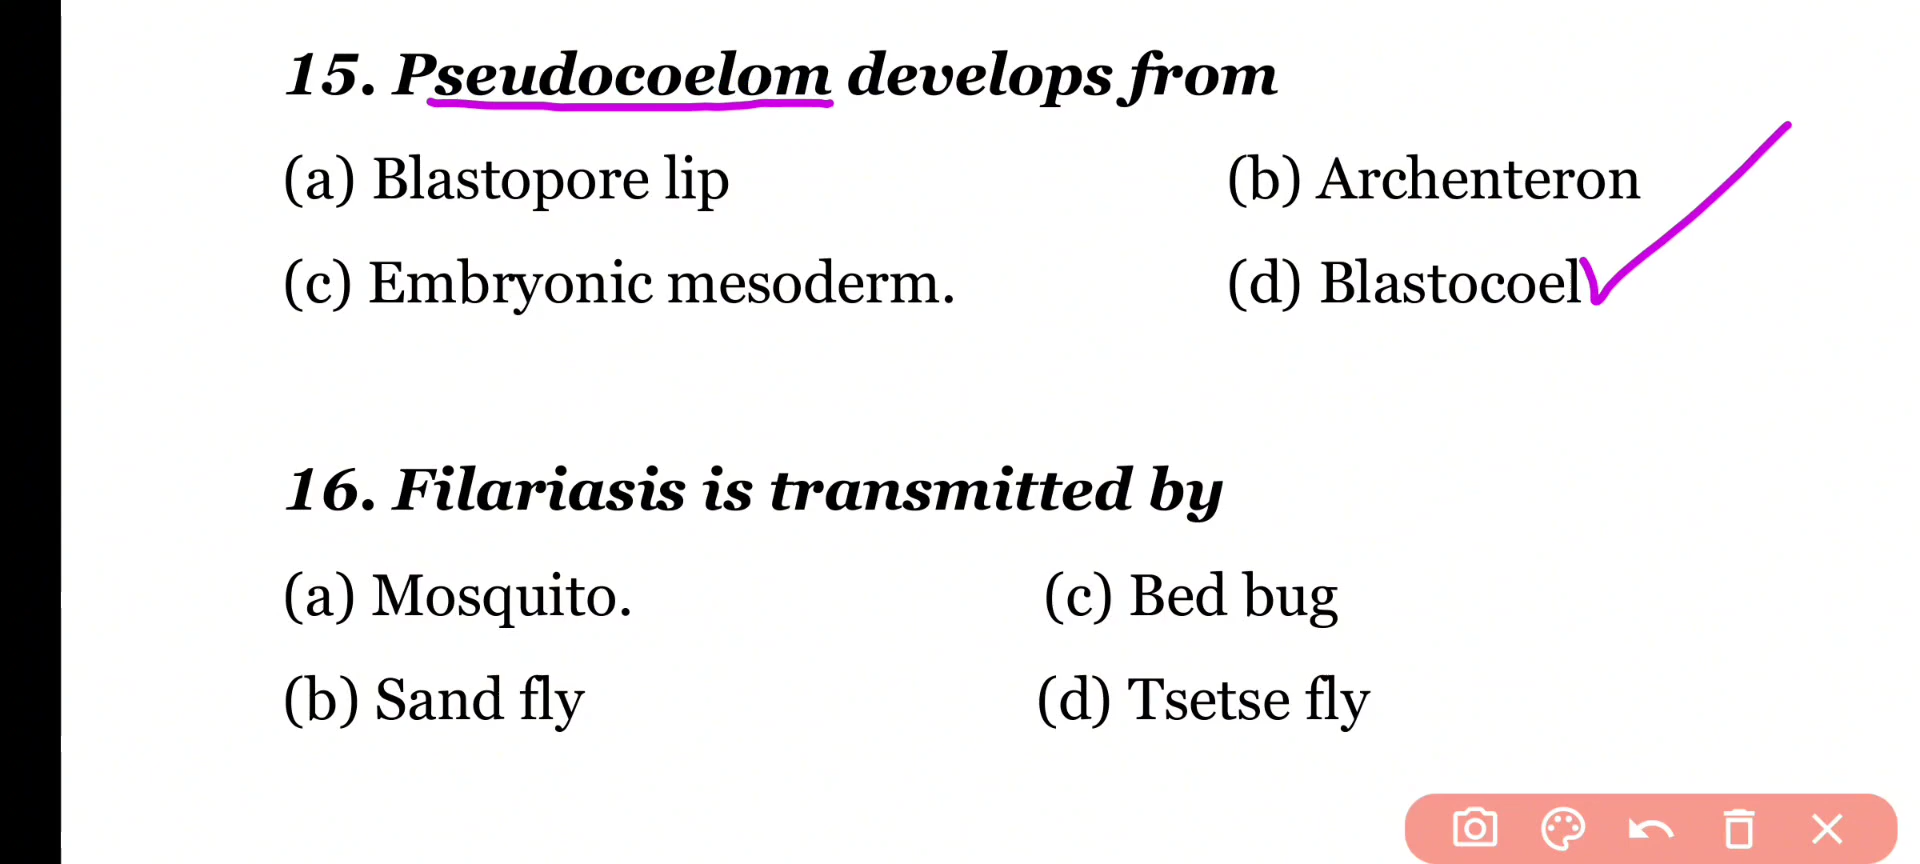 15. Pseudocoelom develops from
(a) Blastopore lip (b) Archenteron
(c) Embryonic mesoderm. (d) Blastocoel
16. Filariasis is transmitted by
(a) Mosquito. (c) Bed bug
(b) Sand fly (d) Tsetse fly